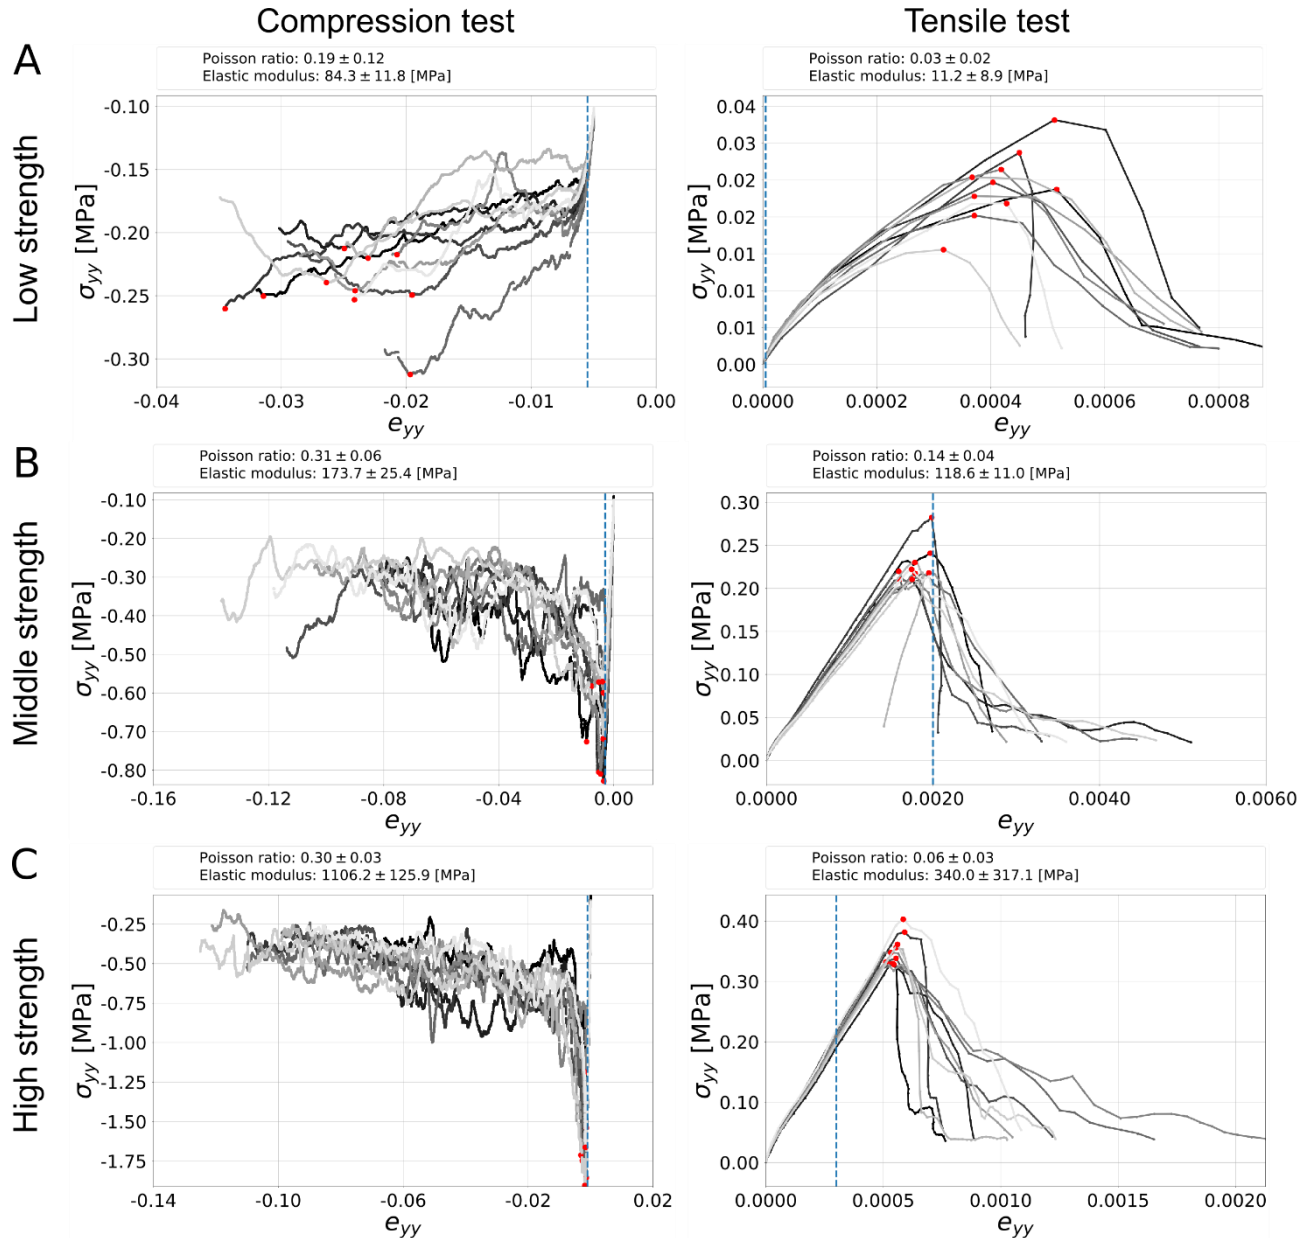 Compression test
Tensile test
A
Low strength
Poisson ratio: 0.19 ± 0.12
Elastic modulus: 84.3 ± 11.8 [MPa]
-0.10
-0.15
-0.20
-0.25
-0.30
σyy [MPa]
-0.04 -0.03 -0.02 -0.01 0.00
eyy
Poisson ratio: 0.03 ± 0.02
Elastic modulus: 11.2 ± 8.9 [MPa]
0.04
0.03
0.02
0.02
0.01
0.01
0.01
0.00
σyy [MPa]
0.0000 0.0002 0.0004 0.0006 0.0008
eyy
B
Middle strength
Poisson ratio: 0.31 ± 0.06
Elastic modulus: 173.7 ± 25.4 [MPa]
-0.10
-0.20
-0.30
-0.40
-0.50
-0.60
-0.70
-0.80
σyy [MPa]
-0.16 -0.12 -0.08 -0.04 0.00
eyy
Poisson ratio: 0.14 ± 0.04
Elastic modulus: 118.6 ± 11.0 [MPa]
0.30
0.25
0.20
0.15
0.10
0.05
0.00
σyy [MPa]
0.0000 0.0020 0.0040 0.0060
eyy
C
High strength
Poisson ratio: 0.30 ± 0.03
Elastic modulus: 1106.2 ± 125.9 [MPa]
-0.25
-0.50
-0.75
-1.00
-1.25
-1.50
-1.75
σyy [MPa]
-0.14 -0.10 -0.06 -0.02 0.02
eyy
Poisson ratio: 0.06 ± 0.03
Elastic modulus: 340.0 ± 317.1 [MPa]
0.40
0.30
0.20
0.10
0.00
σyy [MPa]
0.0000 0.0005 0.0010 0.0015 0.0020
eyy